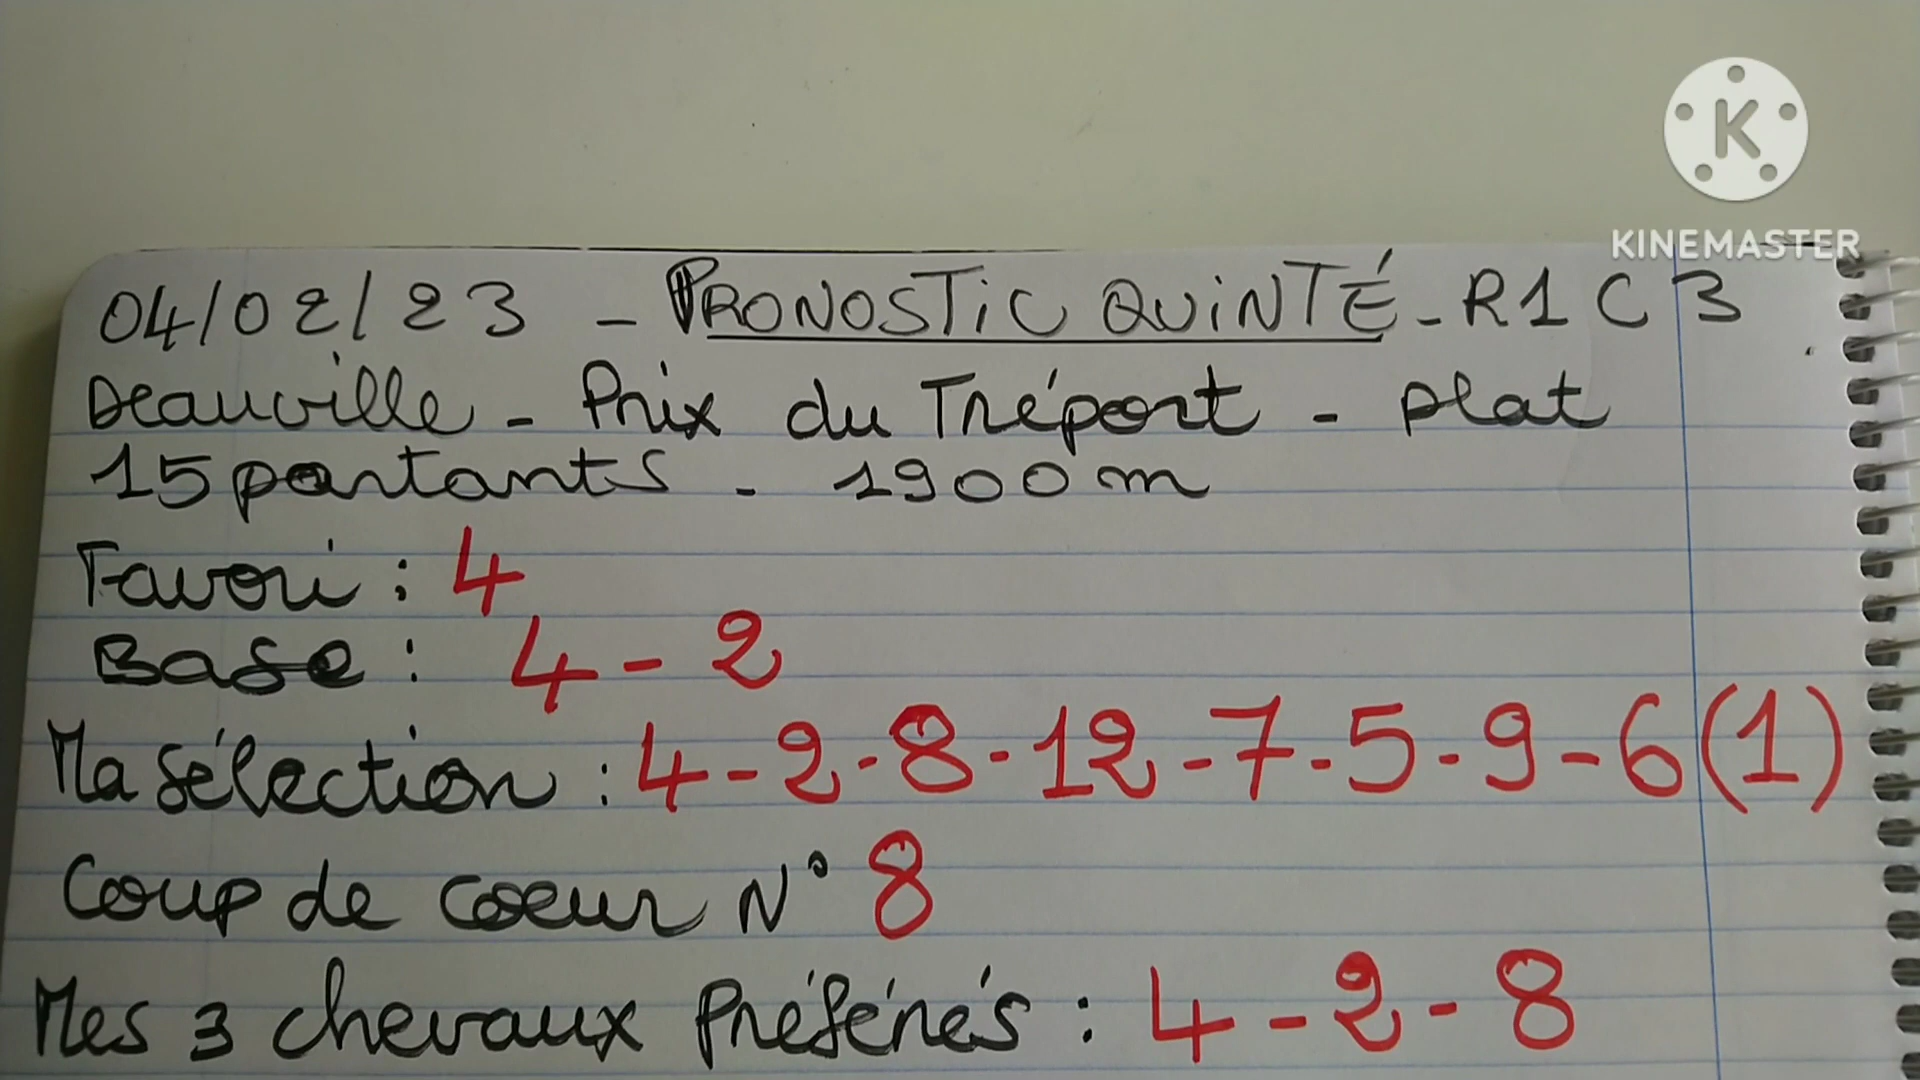 KINEMASTER
04/02/23 - PRONOSTIC QUINTÉ - R1 C3
Deauville - Prix du Tréport - plat
15 partants - 1900m
Favori : 4
Base : 4 - 2
Ma sélection : 4 - 2 - 8 - 12 - 7 - 5 - 9 - 6 (1)
Coup de coeur N° 8
Mes 3 chevaux préférés : 4 - 2 - 8